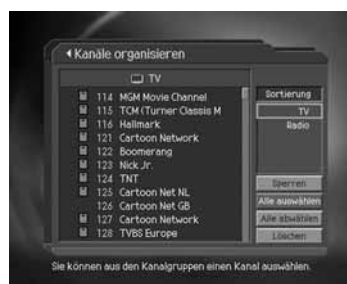 Kanäle organisieren
TV
114 MGM Movie Channel
115 TCM (Turner Classis M
116 Hallmark
121 Cartoon Network
122 Boomerang
123 Nick Jr.
124 TNT
125 Cartoon Net NL
126 Cartoon Net GB
127 Cartoon Network
128 TVBS Europe
Sortierung
TV
Radio
Sperren
Alle auswählen
Alle abwählen
Löschen
Sie können aus den Kanalgruppen einen Kanal auswählen.